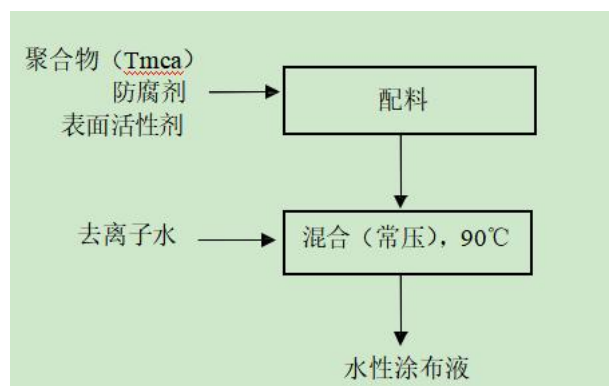 聚合物（Tmca）
防腐剂
表面活性剂
配料
去离子水
混合（常压），90℃
水性涂布液